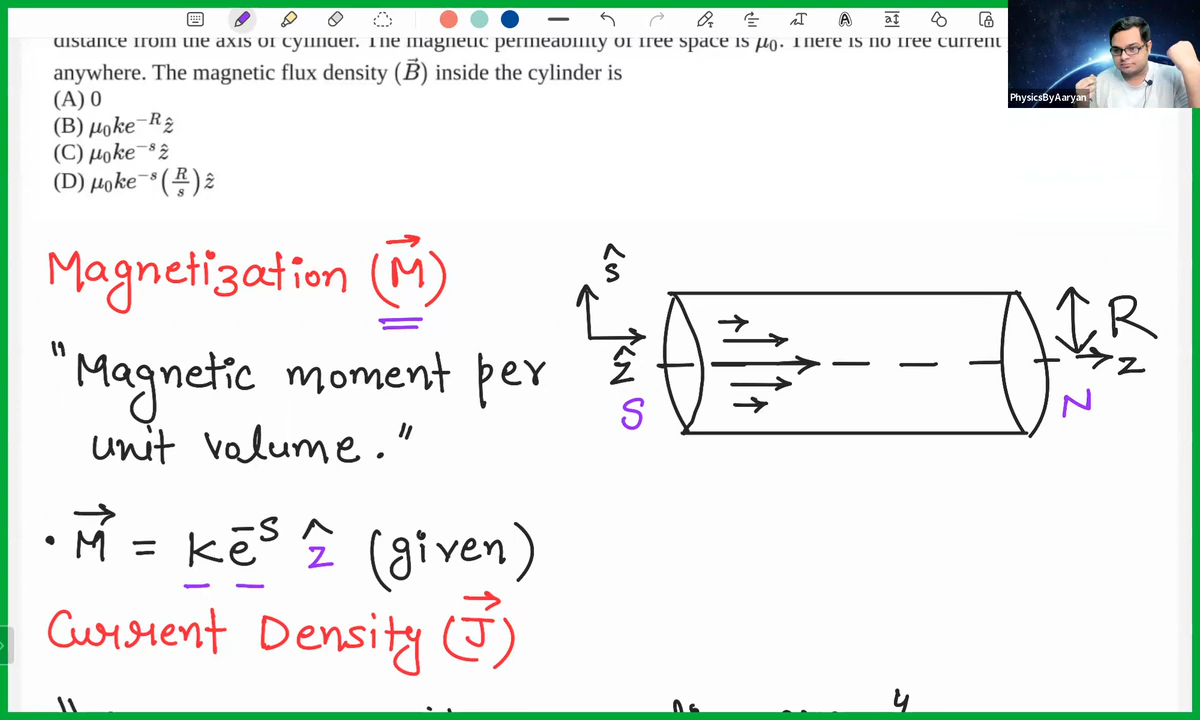 distance from the axis of cylinder. The magnetic permeability of free space is μ₀. There is no free current
anywhere. The magnetic flux density (B⃗) inside the cylinder is
(A) 0
(B) μ₀ke⁻ᴿẑ
(C) μ₀ke⁻ˢẑ
(D) μ₀ke⁻ˢ(R/s)ẑ
PhysicsByAaryan
Magnetization (M⃗)
"Magnetic moment per
unit volume."
ŝ
ẑ
S
R
z
N
• M⃗ = ke⁻ˢ ẑ (given)
Current Density (J⃗)